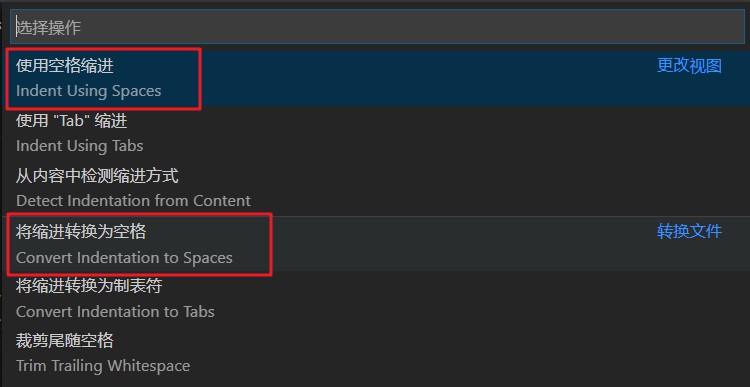 选择操作
使用空格缩进 更改视图
Indent Using Spaces
使用 "Tab" 缩进
Indent Using Tabs
从内容中检测缩进方式
Detect Indentation from Content
将缩进转换为空格 转换文件
Convert Indentation to Spaces
将缩进转换为制表符
Convert Indentation to Tabs
裁剪尾随空格
Trim Trailing Whitespace